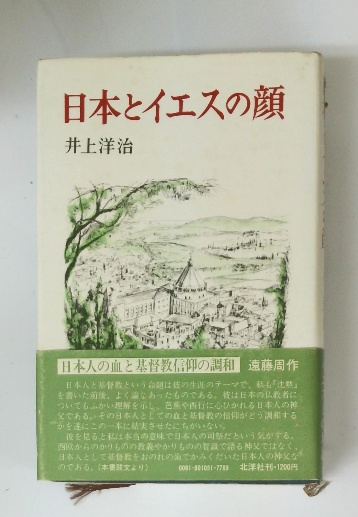 日本とイエスの顔
井上洋治
日本人の血と基督教信仰の調和 遠藤周作
日本人と基督教という命題は彼の生涯のテーマで、私も『沈黙』
を書いた前後、よく論じあったものである。彼は日本の仏教者に
ついてもふかい理解を示し、芭蕉や西行に心ひかれる日本人の神
父である。その日本人としての血と基督教の信仰がどう調和する
かを遂にこの一本に結実させたにちがいない。
彼を見ると私は本当の意味で日本人の司祭だという気がする。
西欧からのかりもの教義やかりものの智識で語る神父ではなく、
日本人として基督教をおのれの血でかみくだいた日本人の神父な
のである。(本書跋文より)
0081-801051-7789 北洋社刊・1200円